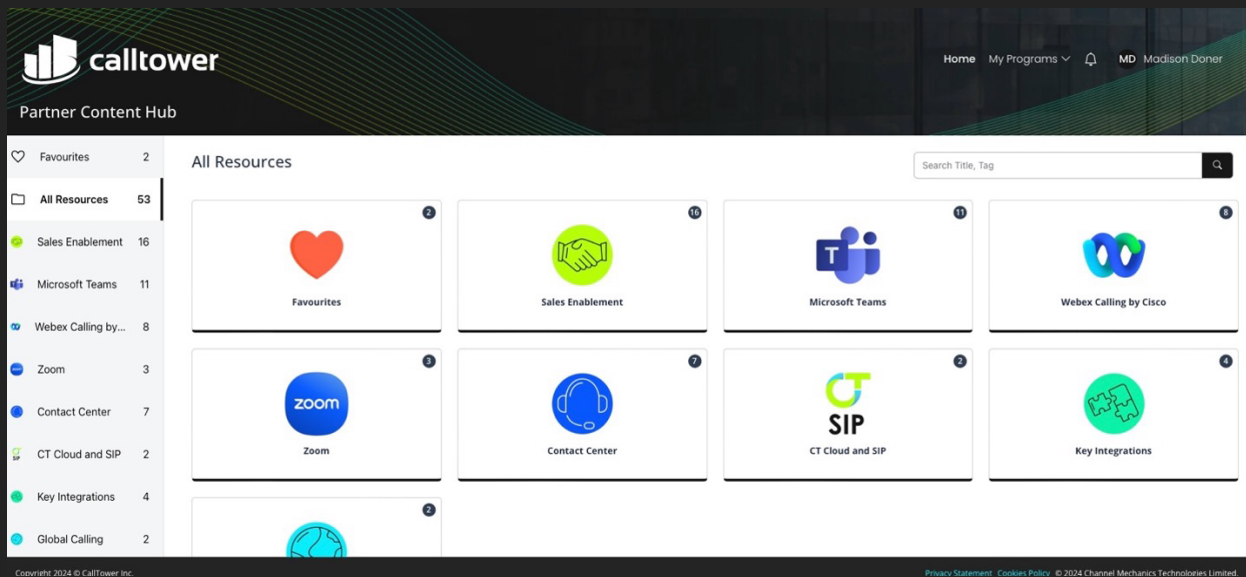 calltower
Home My Programs MD Madison Doner
Partner Content Hub
Favourites 2
All Resources 53
Sales Enablement 16
Microsoft Teams 11
Webex Calling by... 8
Zoom 3
Contact Center 7
CT Cloud and SIP 2
Key Integrations 4
Global Calling 2
All Resources
Search Title, Tag
2
Favourites
16
Sales Enablement
11
T
Microsoft Teams
8
Webex Calling by Cisco
3
zoom
Zoom
7
Contact Center
2
CT
SIP
CT Cloud and SIP
4
Key Integrations
2
Copyright 2024 © CallTower Inc.
Privacy Statement Cookies Policy © 2024 Channel Mechanics Technologies Limited.